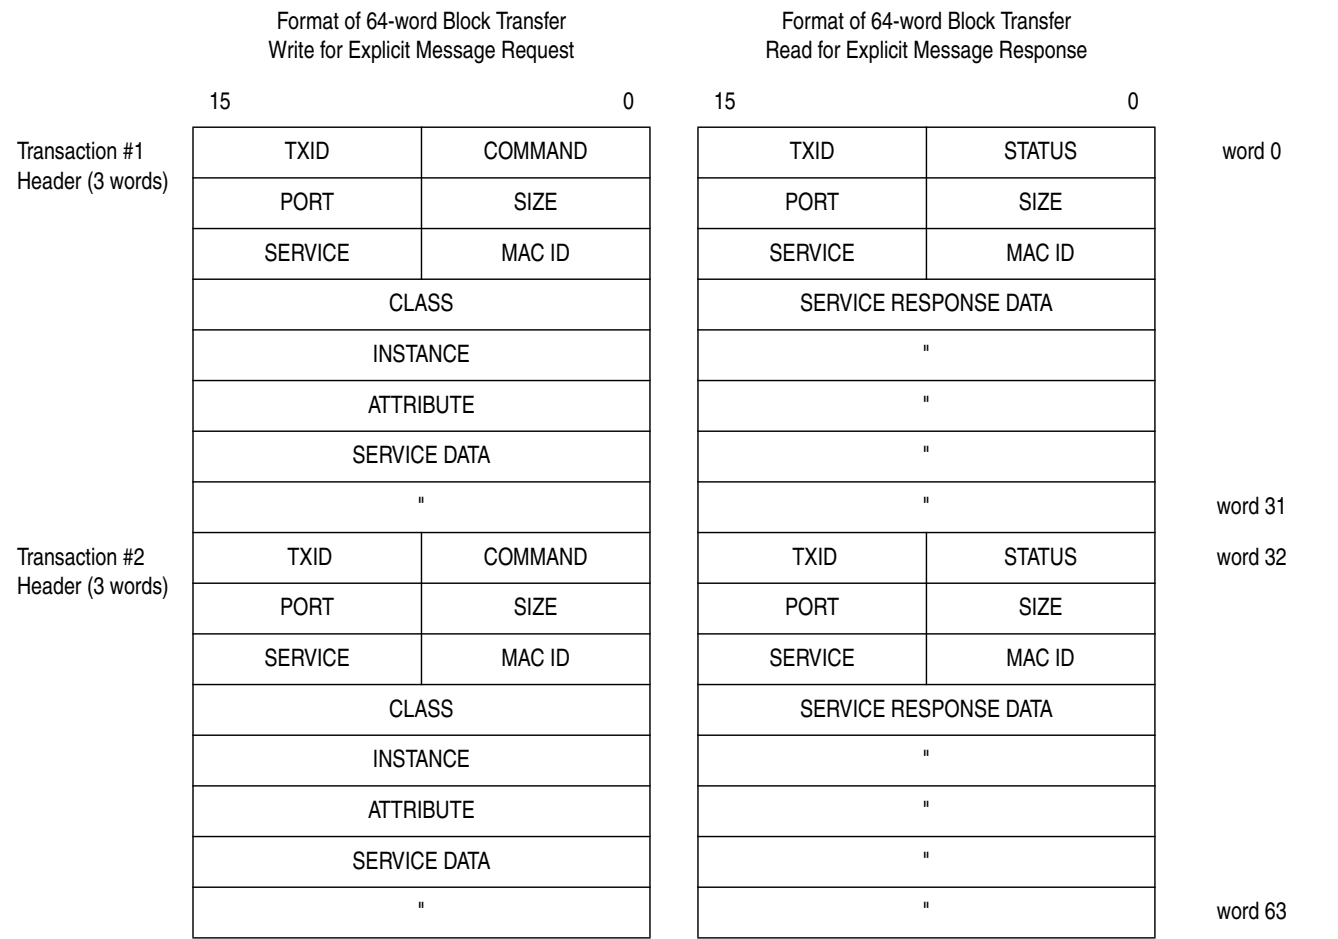 Format of 64-word Block Transfer
Write for Explicit Message Request
Format of 64-word Block Transfer
Read for Explicit Message Response
15 0 15 0
Transaction #1 TXID COMMAND TXID STATUS word 0
Header (3 words)
PORT SIZE PORT SIZE
SERVICE MAC ID SERVICE MAC ID
CLASS SERVICE RESPONSE DATA
INSTANCE "
ATTRIBUTE "
SERVICE DATA "
" " word 31
Transaction #2 TXID COMMAND TXID STATUS word 32
Header (3 words)
PORT SIZE PORT SIZE
SERVICE MAC ID SERVICE MAC ID
CLASS SERVICE RESPONSE DATA
INSTANCE "
ATTRIBUTE "
SERVICE DATA "
" " word 63